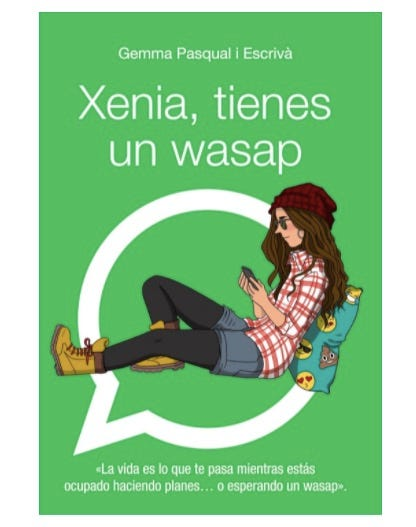 Gemma Pasqual i Escrivà
Xenia, tienes
un wasap
«La vida es lo que te pasa mientras estás
ocupado haciendo planes… o esperando un wasap».